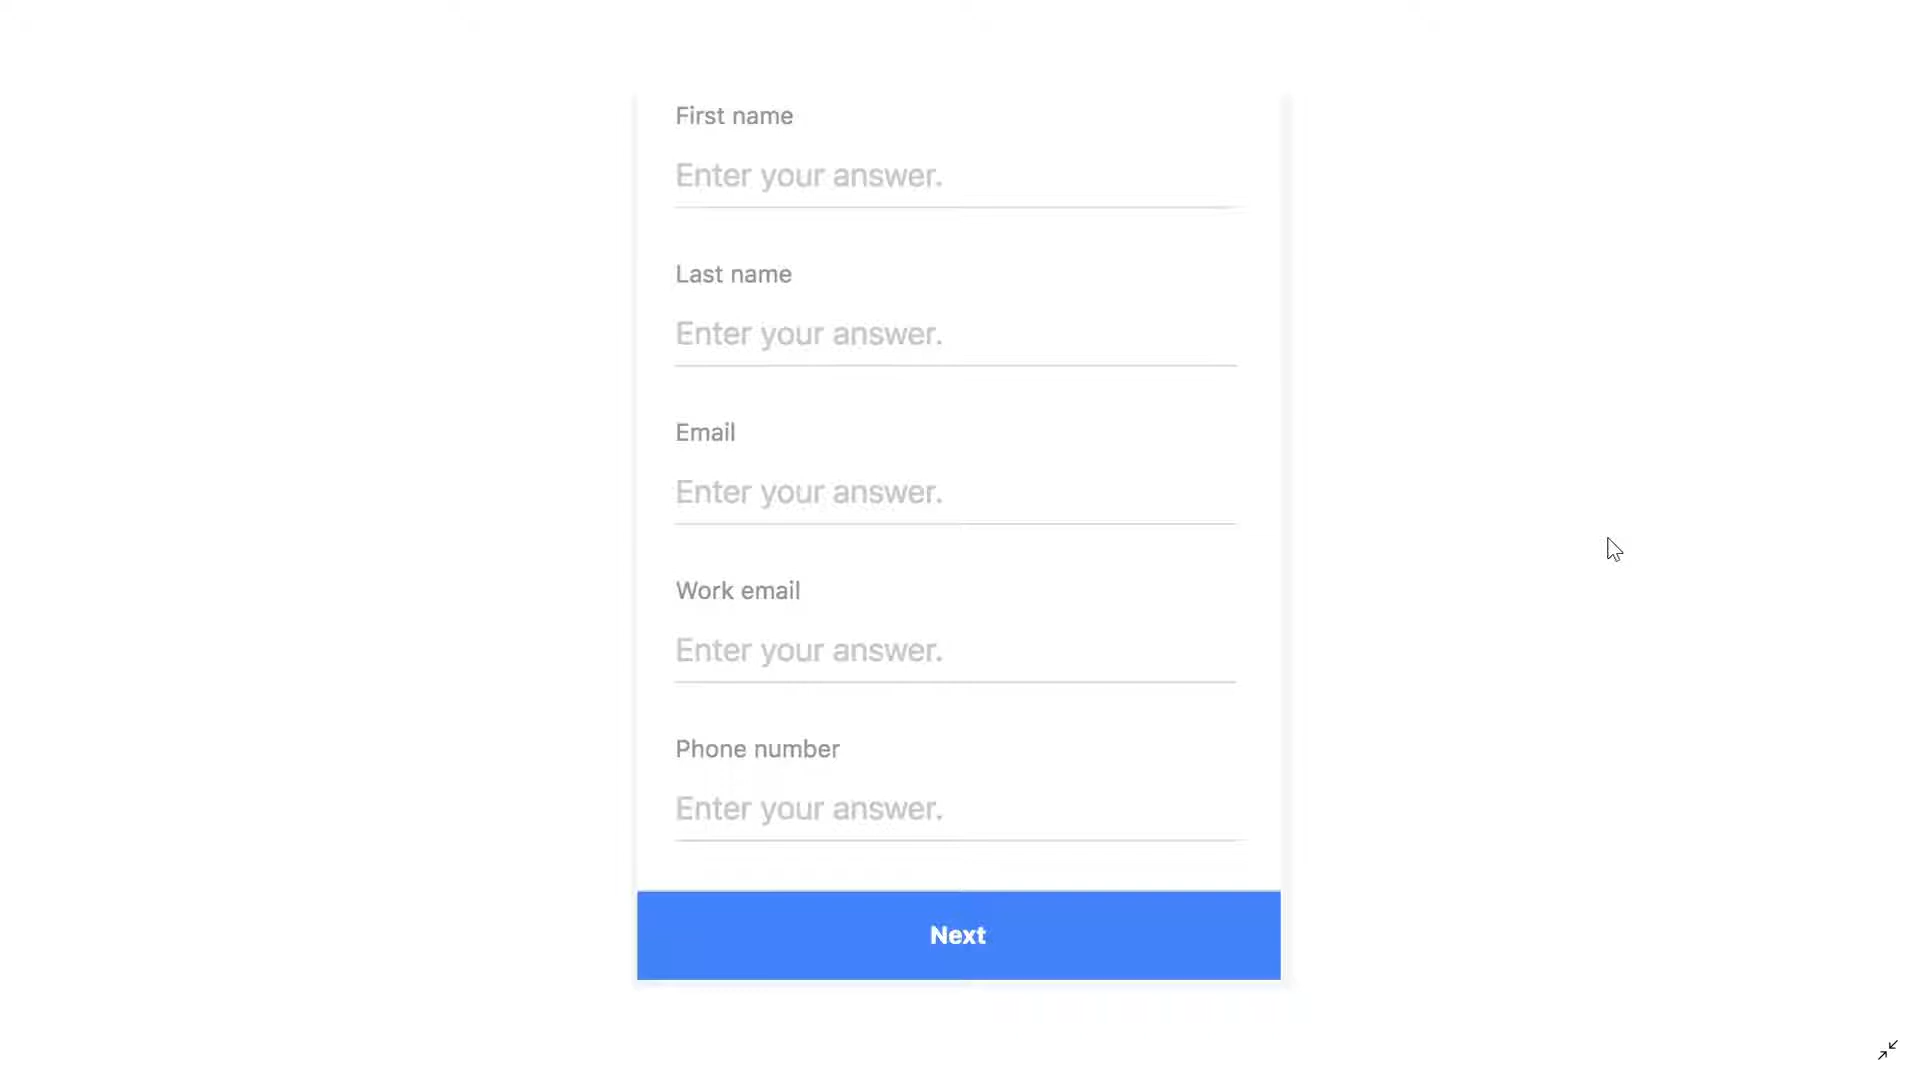 First name
Enter your answer.
Last name
Enter your answer.
Email
Enter your answer.
Work email
Enter your answer.
Phone number
Enter your answer.
Next